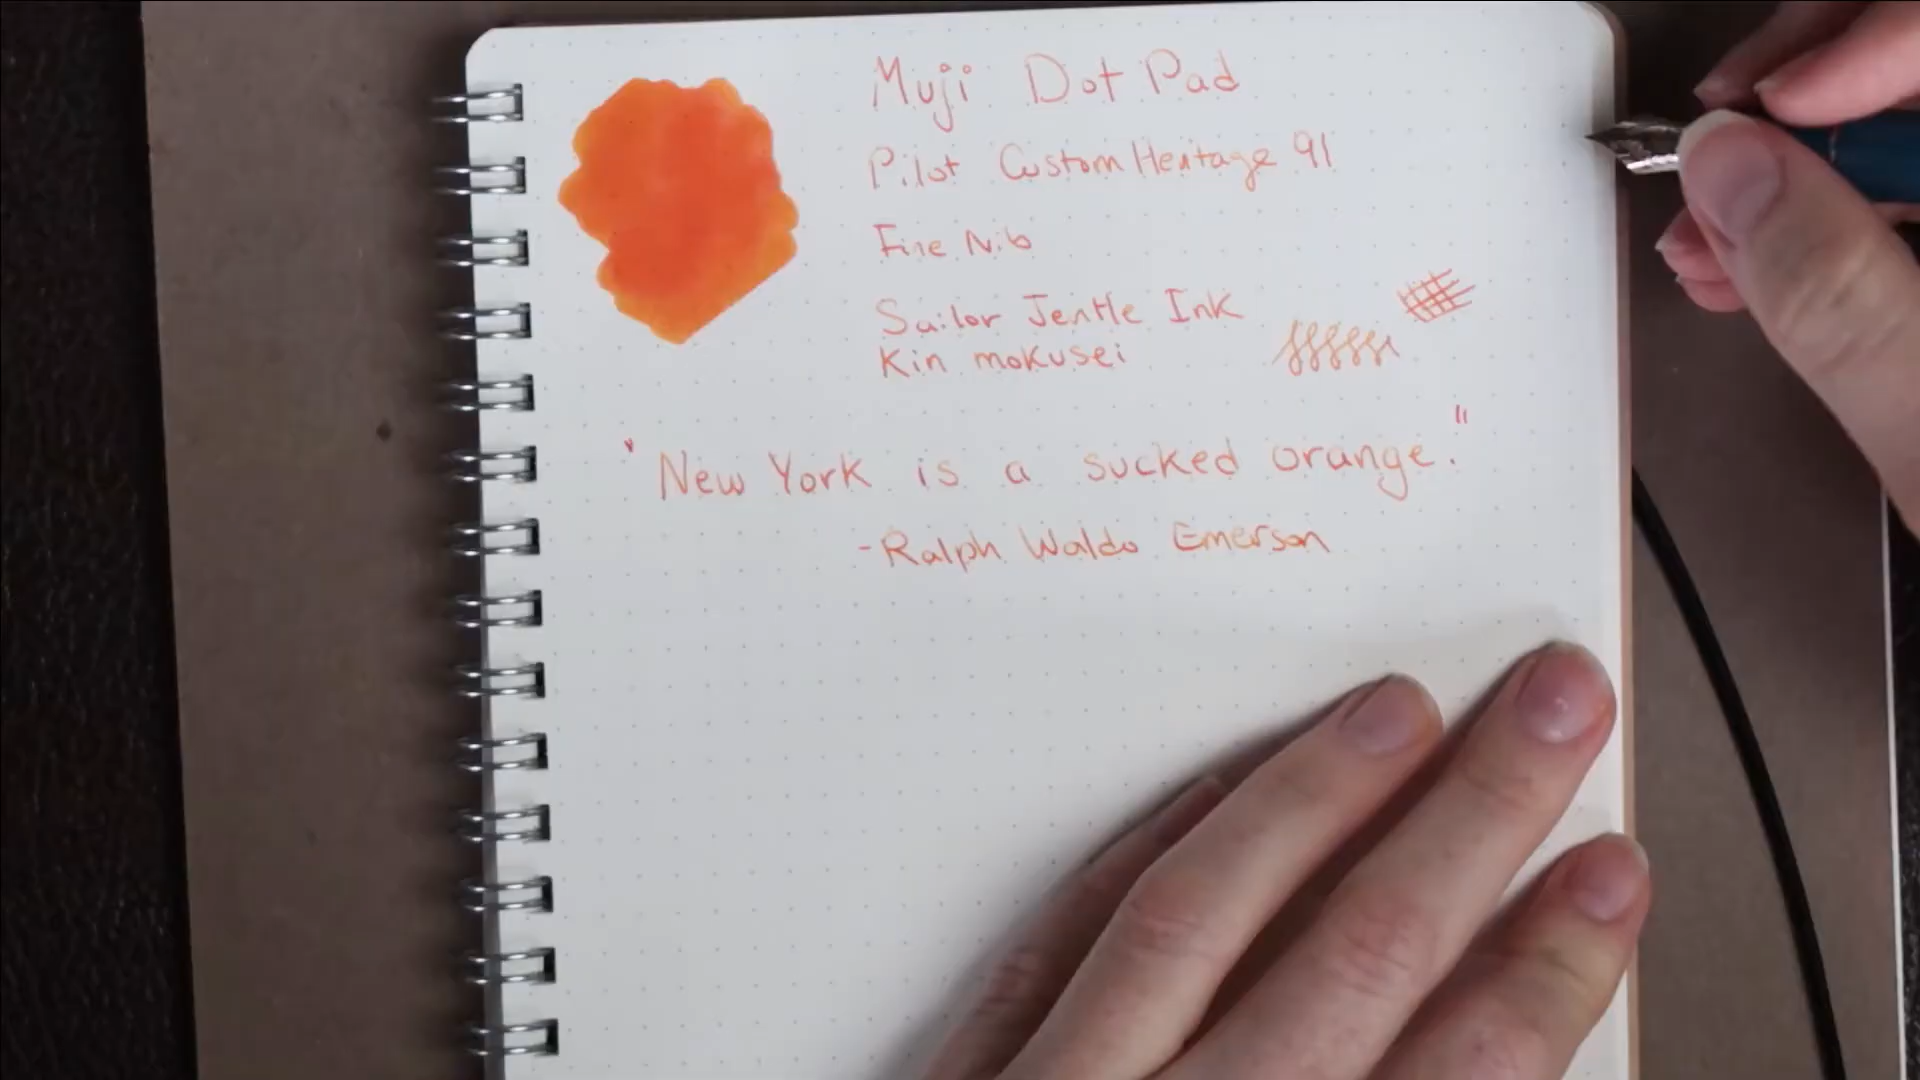 Muji Dot Pad
Pilot Custom Heritage 91
Fine Nib
Sailor Jentle Ink
Kin mokusei
"New York is a sucked orange."
-Ralph Waldo Emerson